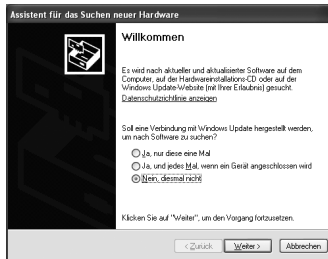 Assistent für das Suchen neuer Hardware
Willkommen
Es wird nach aktueller und aktualisierter Software auf dem
Computer, auf der Hardwareinstallations-CD oder auf der
Windows Update-Website (mit Ihrer Erlaubnis) gesucht.
Datenschutzrichtlinie anzeigen
Soll eine Verbindung mit Windows Update hergestellt werden,
um nach Software zu suchen?
Ja, nur diese eine Mal
Ja, und jedes Mal, wenn ein Gerät angeschlossen wird
Nein, diesmal nicht
Klicken Sie auf "Weiter", um den Vorgang fortzusetzen.
< Zurück
Weiter >
Abbrechen